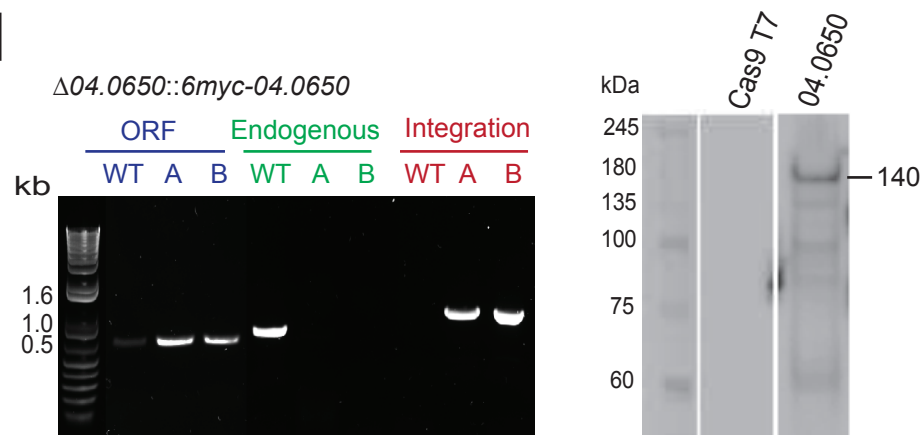 Δ04.0650::6myc-04.0650
ORF Endogenous Integration
WT A B WT A B WT A B
kb
1.6
1.0
0.5
kDa
Cas9 T7
04.0650
245
180
135
100
75
60
140